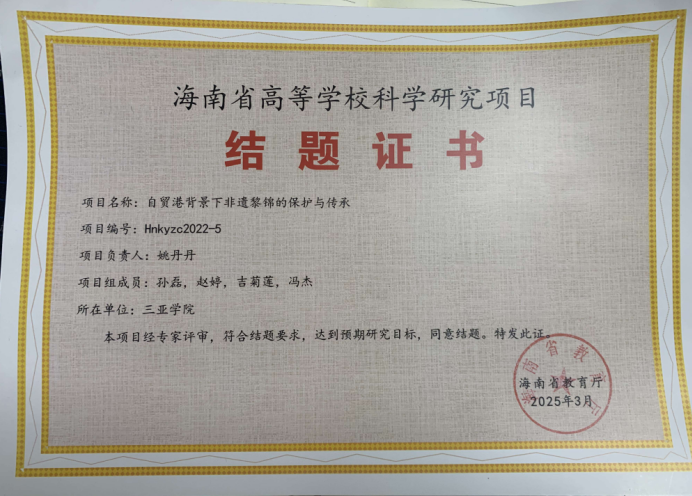 海南省高等学校科学研究项目
结题证书
项目名称：自贸港背景下非遗黎锦的保护与传承
项目编号：Hnkyzc2022-5
项目负责人：姚丹丹
项目组成员：孙磊，赵婷，吉菊莲，冯杰
所在单位：三亚学院
本项目经专家评审，符合结题要求，达到预期研究目标，同意结题。特发此证。
海南省教育厅
海南省教育厅
2025年3月